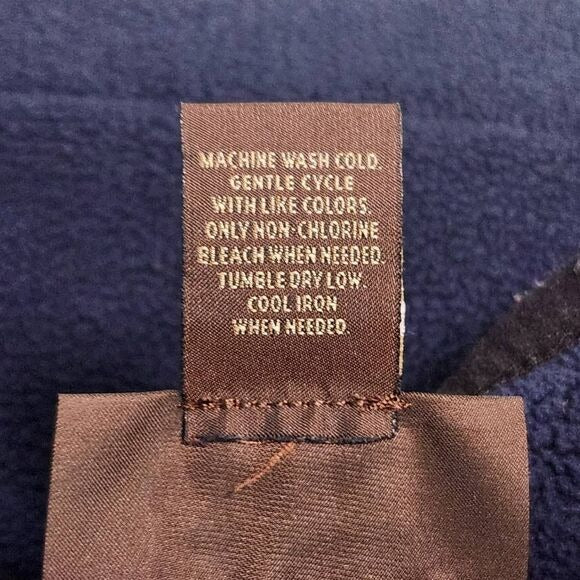 MACHINE WASH COLD.
GENTLE CYCLE
WITH LIKE COLORS.
ONLY NON-CHLORINE
BLEACH WHEN NEEDED.
TUMBLE DRY LOW.
COOL IRON
WHEN NEEDED.